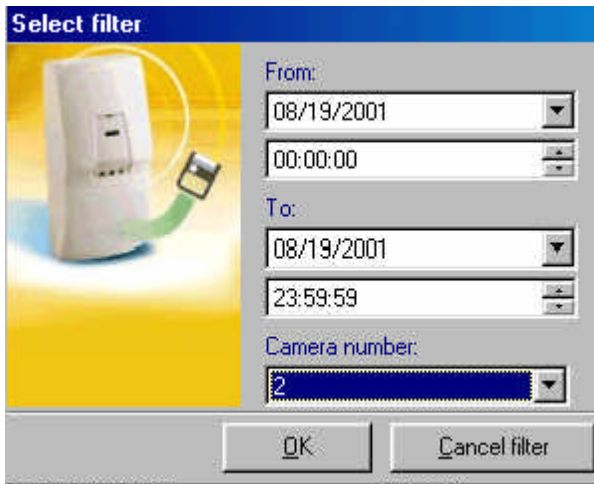 Select filter
From:
08/19/2001
00:00:00
To:
08/19/2001
23:59:59
Camera number:
2
OK
Cancel filter